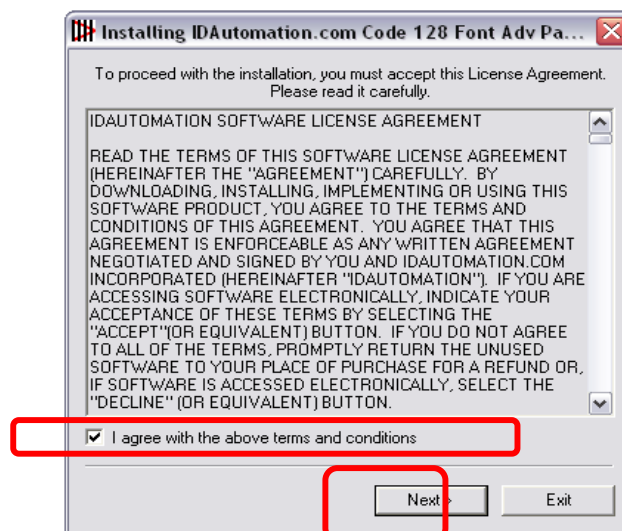 Installing IDAutomation.com Code 128 Font Adv Pa...
To proceed with the installation, you must accept this License Agreement.
Please read it carefully.
IDAUTOMATION SOFTWARE LICENSE AGREEMENT
READ THE TERMS OF THIS SOFTWARE LICENSE AGREEMENT
(HEREINAFTER THE "AGREEMENT") CAREFULLY. BY
DOWNLOADING, INSTALLING, IMPLEMENTING OR USING THIS
SOFTWARE PRODUCT, YOU AGREE TO THE TERMS AND
CONDITIONS OF THIS AGREEMENT. YOU AGREE THAT THIS
AGREEMENT IS ENFORCEABLE AS ANY WRITTEN AGREEMENT
NEGOTIATED AND SIGNED BY YOU AND IDAUTOMATION.COM
INCORPORATED (HEREINAFTER "IDAUTOMATION"). IF YOU ARE
ACCESSING SOFTWARE ELECTRONICALLY, INDICATE YOUR
ACCEPTANCE OF THESE TERMS BY SELECTING THE
"ACCEPT"(OR EQUIVALENT) BUTTON. IF YOU DO NOT AGREE
TO ALL OF THE TERMS, PROMPTLY RETURN THE UNUSED
SOFTWARE TO YOUR PLACE OF PURCHASE FOR A REFUND OR,
IF SOFTWARE IS ACCESSED ELECTRONICALLY, SELECT THE
"DECLINE" (OR EQUIVALENT) BUTTON.
I agree with the above terms and conditions
Next > Exit